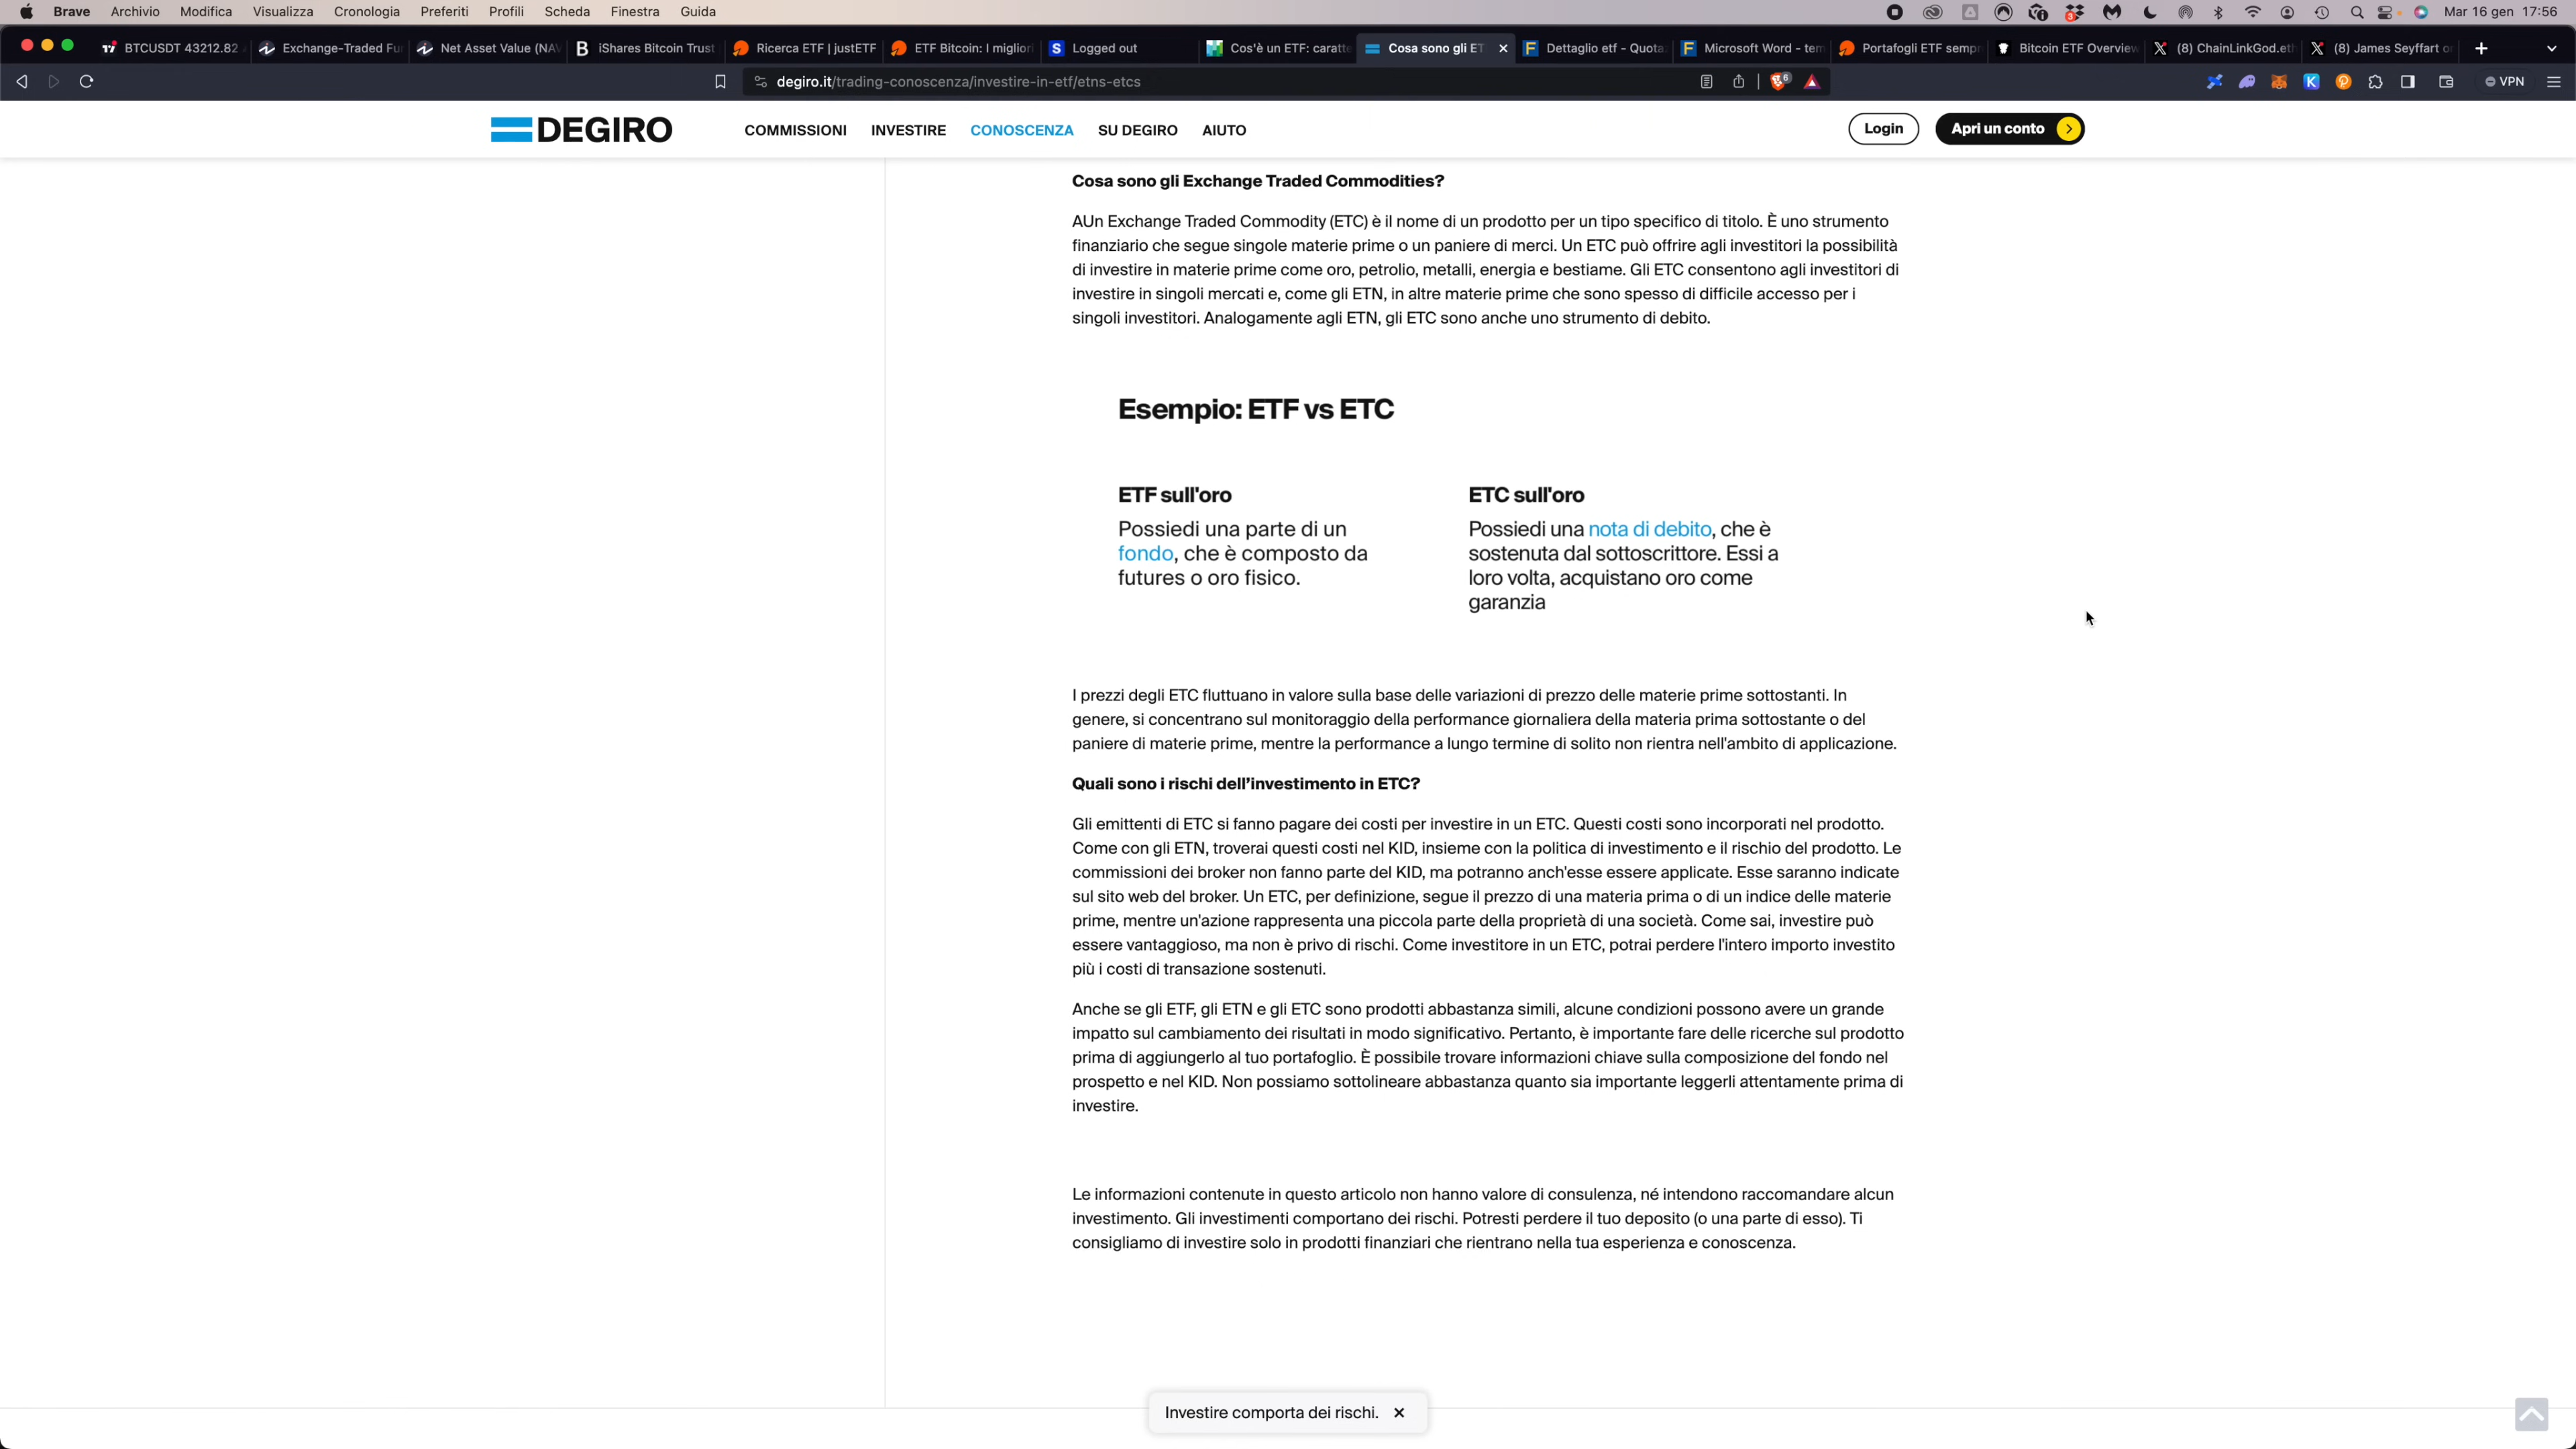 Brave Archivio Modifica Visualizza Cronologia Preferiti Profili Scheda Finestra Guida
Mar 16 gen 17:56
BTCUSDT 43212.82
Exchange-Traded Fu
Net Asset Value (NAV
iShares Bitcoin Trust
Ricerca ETF | justETF
ETF Bitcoin: I migliori
Logged out
Cos'è un ETF: caratte
Cosa sono gli ET
Dettaglio etf - Quota
Microsoft Word - tem
Portafogli ETF semp
Bitcoin ETF Overview
(8) ChainLinkGod.eth
(8) James Seyffart o
degiro.it/trading-conoscenza/investire-in-etf/etns-etcs
6
VPN
DEGIRO
COMMISSIONI INVESTIRE CONOSCENZA SU DEGIRO AIUTO
Login
Apri un conto
Cosa sono gli Exchange Traded Commodities?
AUn Exchange Traded Commodity (ETC) è il nome di un prodotto per un tipo specifico di titolo. È uno strumento
finanziario che segue singole materie prime o un paniere di merci. Un ETC può offrire agli investitori la possibilità
di investire in materie prime come oro, petrolio, metalli, energia e bestiame. Gli ETC consentono agli investitori di
investire in singoli mercati e, come gli ETN, in altre materie prime che sono spesso di difficile accesso per i
singoli investitori. Analogamente agli ETN, gli ETC sono anche uno strumento di debito.
Esempio: ETF vs ETC
ETF sull'oro
Possiedi una parte di un
fondo, che è composto da
futures o oro fisico.
ETC sull'oro
Possiedi una nota di debito, che è
sostenuta dal sottoscrittore. Essi a
loro volta, acquistano oro come
garanzia
I prezzi degli ETC fluttuano in valore sulla base delle variazioni di prezzo delle materie prime sottostanti. In
genere, si concentrano sul monitoraggio della performance giornaliera della materia prima sottostante o del
paniere di materie prime, mentre la performance a lungo termine di solito non rientra nell'ambito di applicazione.
Quali sono i rischi dell'investimento in ETC?
Gli emittenti di ETC si fanno pagare dei costi per investire in un ETC. Questi costi sono incorporati nel prodotto.
Come con gli ETN, troverai questi costi nel KID, insieme con la politica di investimento e il rischio del prodotto. Le
commissioni dei broker non fanno parte del KID, ma potranno anch'esse essere applicate. Esse saranno indicate
sul sito web del broker. Un ETC, per definizione, segue il prezzo di una materia prima o di un indice delle materie
prime, mentre un'azione rappresenta una piccola parte della proprietà di una società. Come sai, investire può
essere vantaggioso, ma non è privo di rischi. Come investitore in un ETC, potrai perdere l'intero importo investito
più i costi di transazione sostenuti.
Anche se gli ETF, gli ETN e gli ETC sono prodotti abbastanza simili, alcune condizioni possono avere un grande
impatto sul cambiamento dei risultati in modo significativo. Pertanto, è importante fare delle ricerche sul prodotto
prima di aggiungerlo al tuo portafoglio. È possibile trovare informazioni chiave sulla composizione del fondo nel
prospetto e nel KID. Non possiamo sottolineare abbastanza quanto sia importante leggerli attentamente prima di
investire.
Le informazioni contenute in questo articolo non hanno valore di consulenza, né intendono raccomandare alcun
investimento. Gli investimenti comportano dei rischi. Potresti perdere il tuo deposito (o una parte di esso). Ti
consigliamo di investire solo in prodotti finanziari che rientrano nella tua esperienza e conoscenza.
Investire comporta dei rischi.